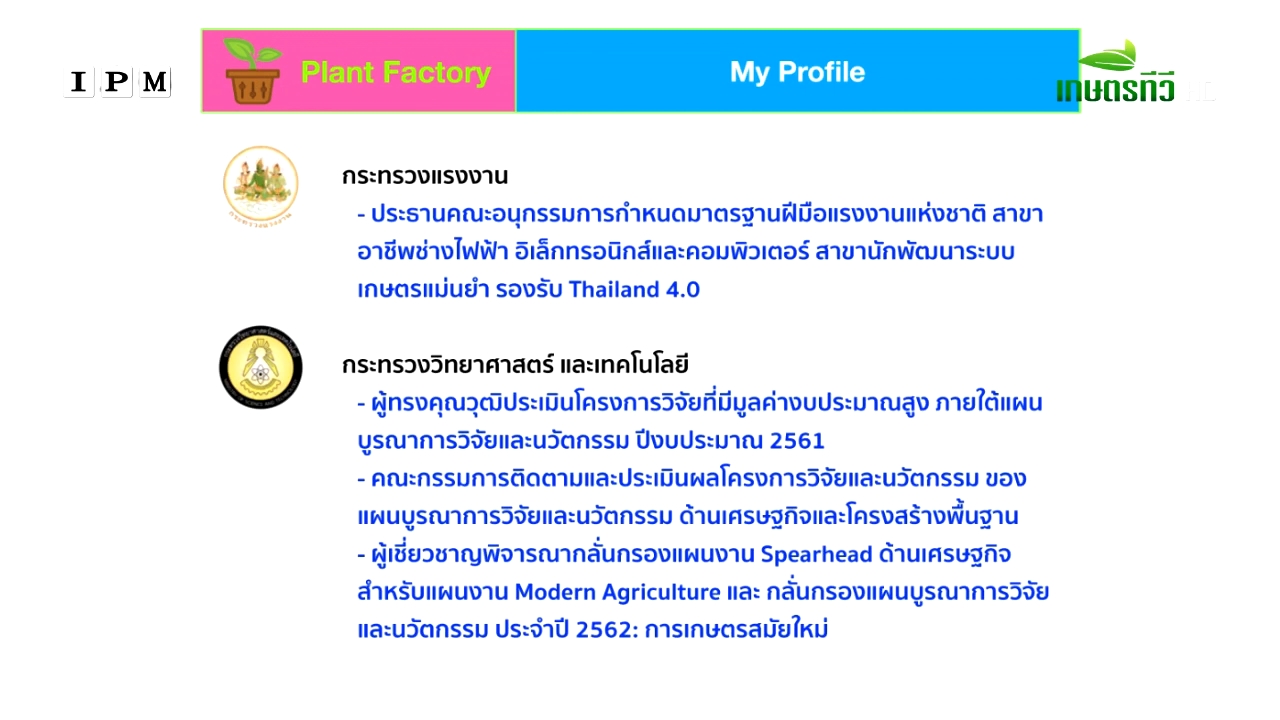 IPM
Plant Factory
My Profile
เกษตรทีวี
กระทรวงแรงงาน
- ประธานคณะอนุกรรมการกำหนดมาตรฐานฝีมือแรงงานแห่งชาติ สาขา
อาชีพช่างไฟฟ้า อิเล็กทรอนิกส์และคอมพิวเตอร์ สาขานักพัฒนาระบบ
เกษตรแม่นยำ รองรับ Thailand 4.0
กระทรวงวิทยาศาสตร์ และเทคโนโลยี
- ผู้ทรงคุณวุฒิประเมินโครงการวิจัยที่มีมูลค่างบประมาณสูง ภายใต้แผน
บูรณาการวิจัยและนวัตกรรม ปีงบประมาณ 2561
- คณะกรรมการติดตามและประเมินผลโครงการวิจัยและนวัตกรรม ของ
แผนบูรณาการวิจัยและนวัตกรรม ด้านเศรษฐกิจและโครงสร้างพื้นฐาน
- ผู้เชี่ยวชาญพิจารณากลั่นกรองแผนงาน Spearhead ด้านเศรษฐกิจ
สำหรับแผนงาน Modern Agriculture และ กลั่นกรองแผนบูรณาการวิจัย
และนวัตกรรม ประจำปี 2562: การเกษตรสมัยใหม่